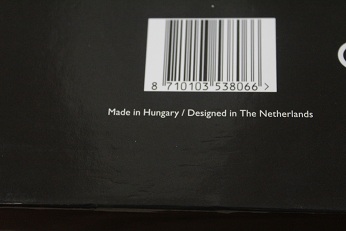 8 710103 538066 >
Made in Hungary / Designed in The Netherlands